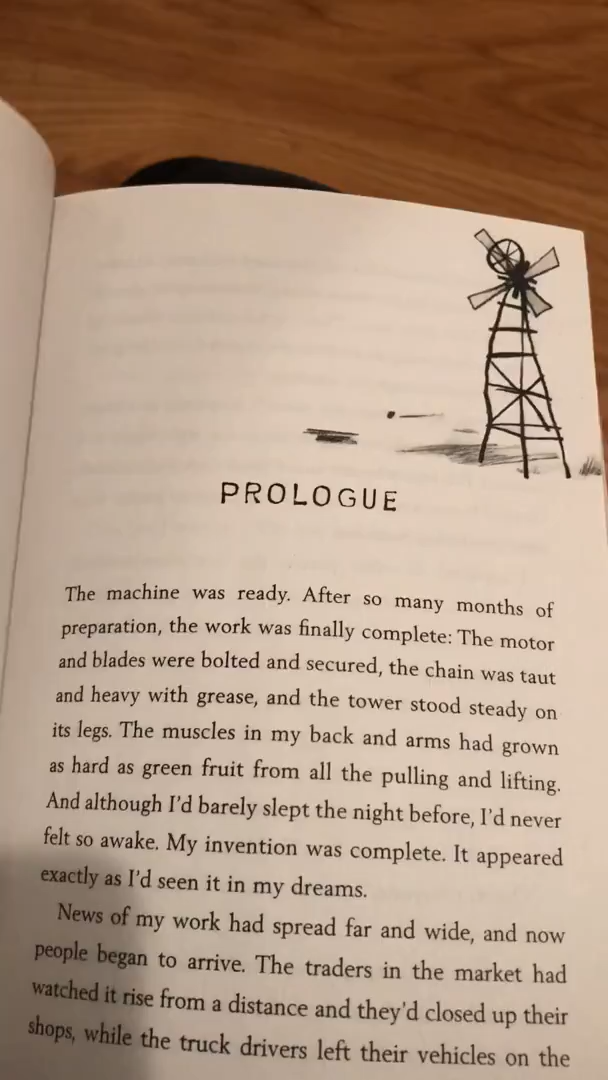 PROLOGUE
The machine was ready. After so many months of
preparation, the work was finally complete: The motor
and blades were bolted and secured, the chain was taut
and heavy with grease, and the tower stood steady on
its legs. The muscles in my back and arms had grown
as hard as green fruit from all the pulling and lifting.
And although I'd barely slept the night before, I'd never
felt so awake. My invention was complete. It appeared
exactly as I'd seen it in my dreams.
News of my work had spread far and wide, and now
people began to arrive. The traders in the market had
watched it rise from a distance and they'd closed up their
shops, while the truck drivers left their vehicles on the